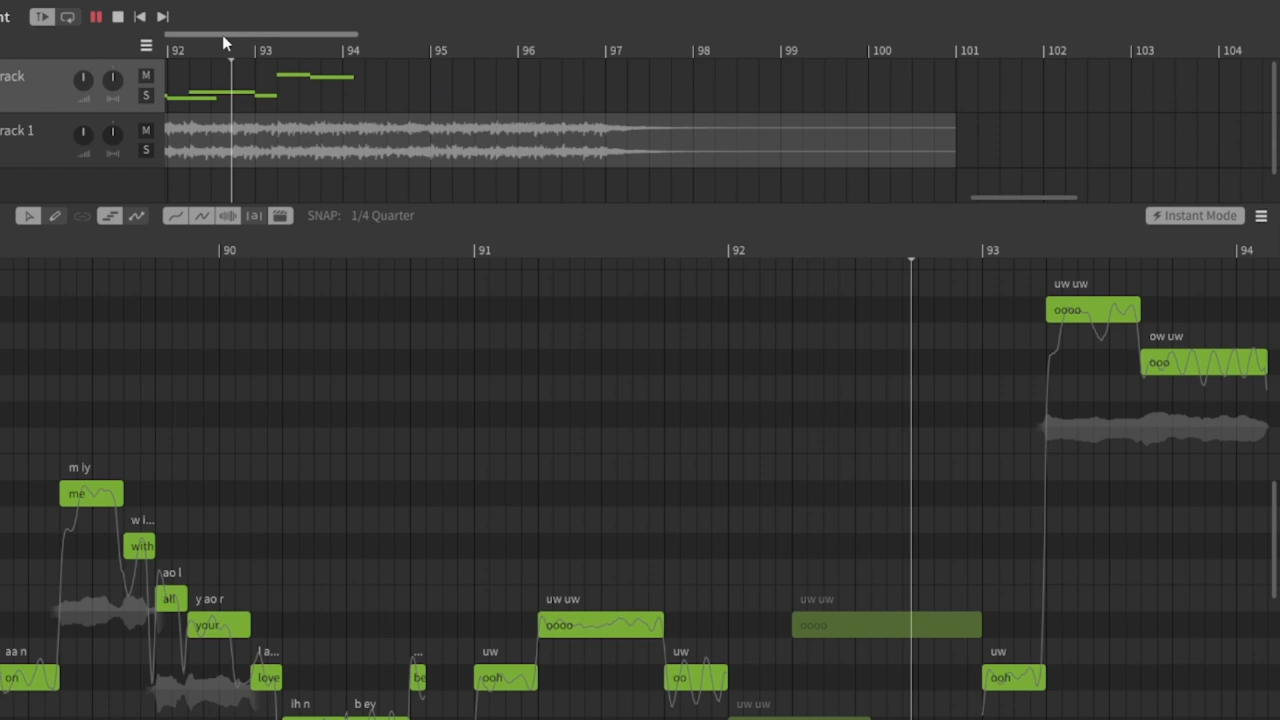 nt
92 93 94 95 96 97 98 99 100 101 102 103 104
rack M
S
rack 1 M
S
SNAP: 1/4 Quarter Instant Mode
90 91 92 93 94
uw uw
oooo
ow uw
ooo
m iy
me
w i...
with
ao l
all
y ao r
your
uw uw
oooo
uw uw
oooo
aa n
on
l a...
love
...
be
uw
ooh
uw
oo
uw
ooh
ih n
b ey
uw uw